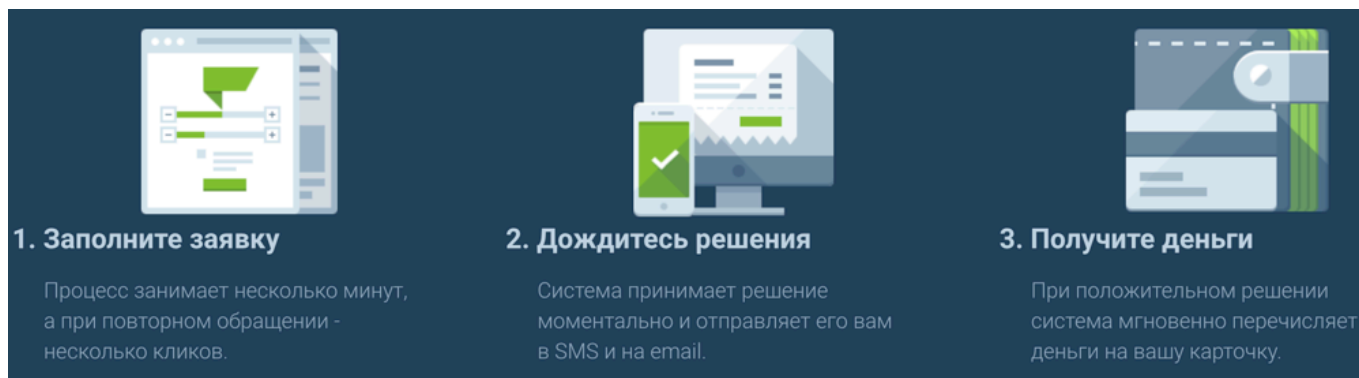 1. Заполните заявку
Процесс занимает несколько минут,
а при повторном обращении -
несколько кликов.
2. Дождитесь решения
Система принимает решение
моментально и отправляет его вам
в SMS и на email.
3. Получите деньги
При положительном решении
система мгновенно перечисляет
деньги на вашу карточку.